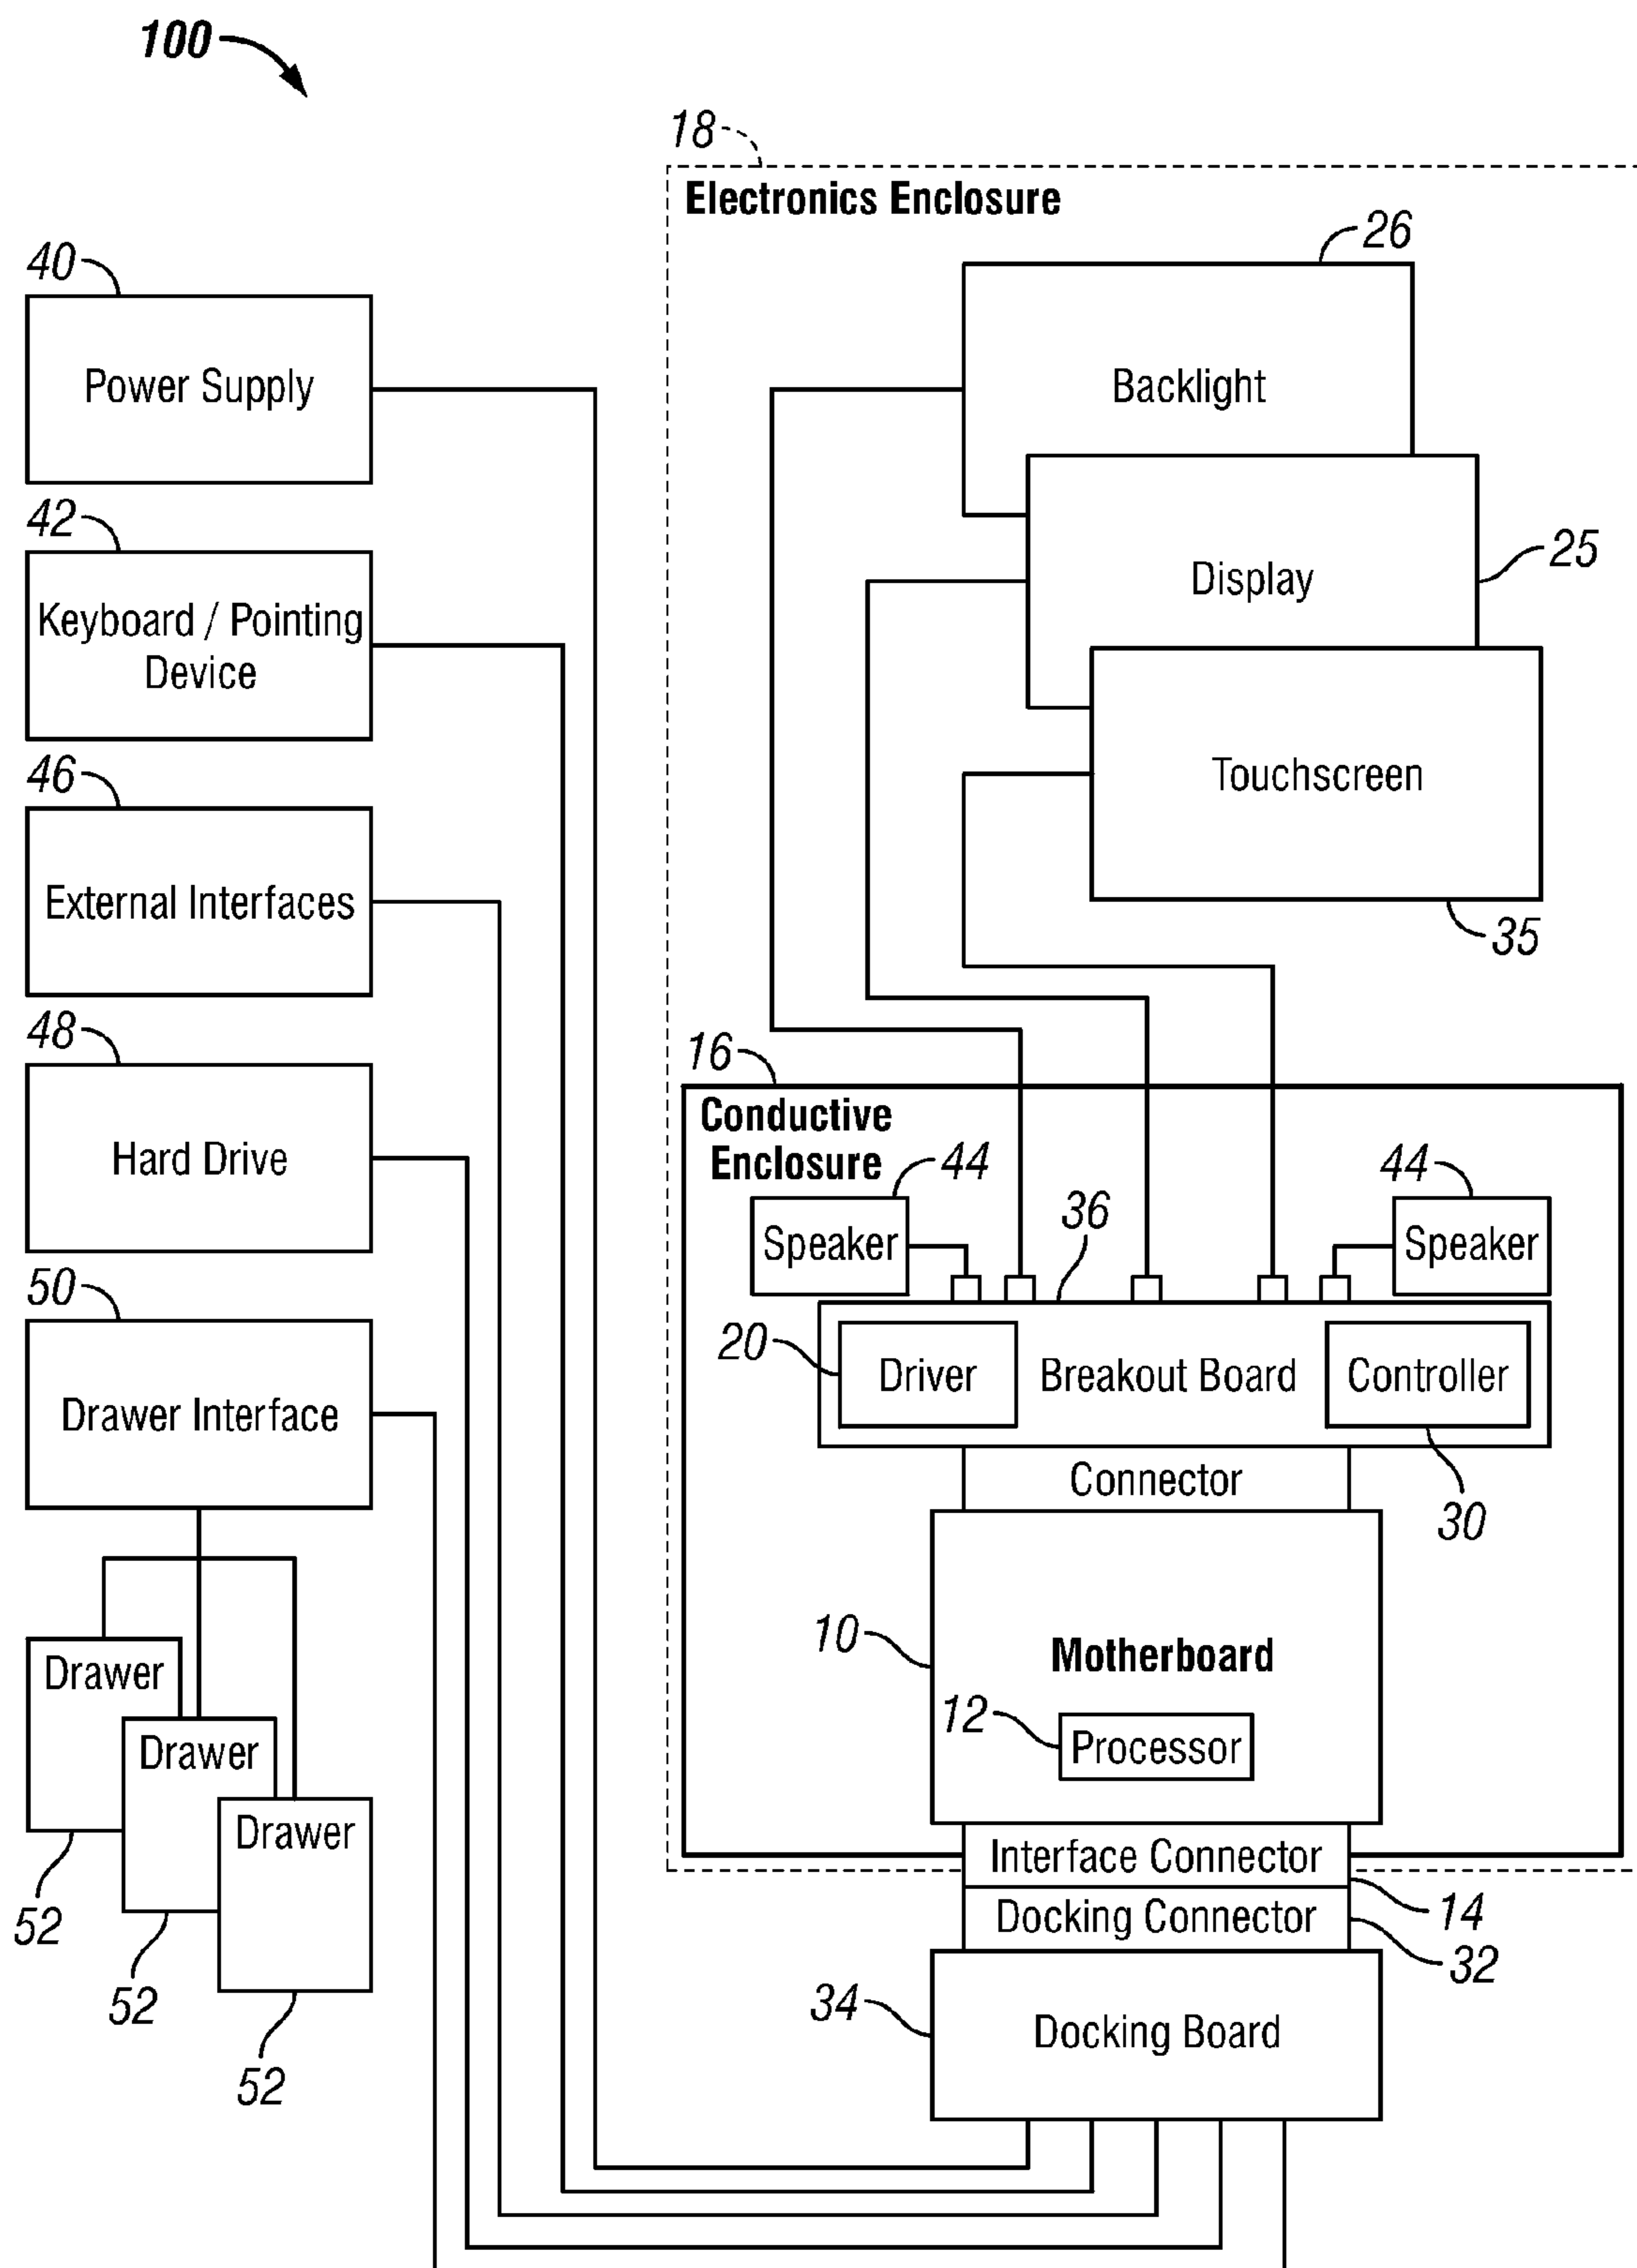 100
18
Electronics Enclosure
26
40
Power Supply
Backlight
42
Keyboard / Pointing
Device
25
Display
46
External Interfaces
Touchscreen
35
48
Hard Drive
16
Conductive
Enclosure
44
44
Speaker
36
Speaker
50
Drawer Interface
20
Driver
Breakout Board
Controller
Connector
30
10
Motherboard
12
Processor
Drawer
Drawer
Drawer
52
52
52
Interface Connector
14
Docking Connector
32
34
Docking Board